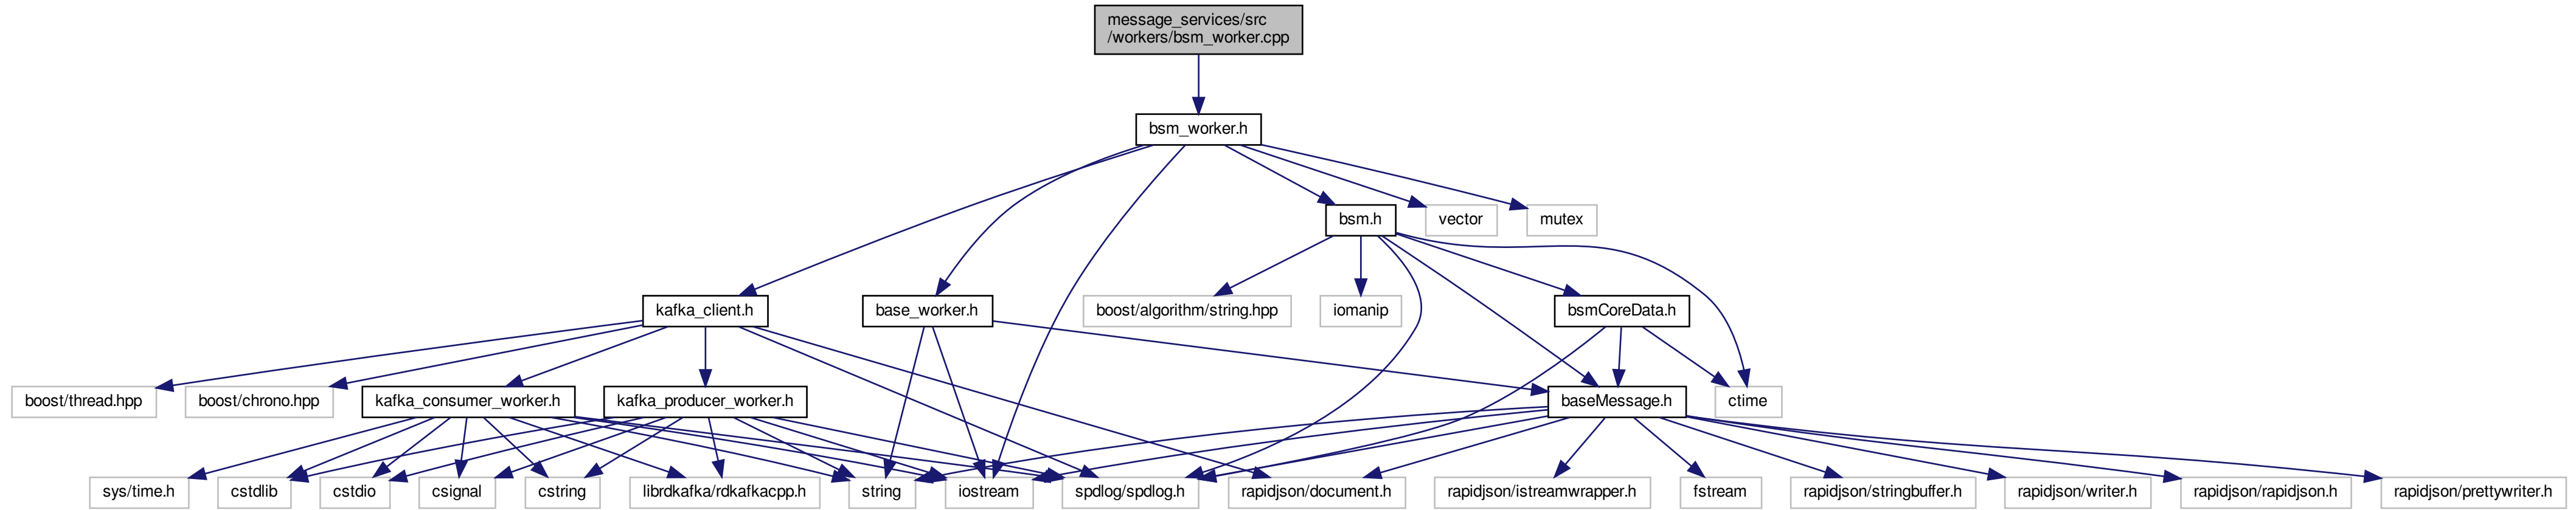 message_services/src
/workers/bsm_worker.cpp
bsm_worker.h
bsm.h
vector
mutex
kafka_client.h
base_worker.h
boost/algorithm/string.hpp
iomanip
bsmCoreData.h
boost/thread.hpp
boost/chrono.hpp
kafka_consumer_worker.h
kafka_producer_worker.h
baseMessage.h
ctime
sys/time.h
cstdlib
cstdio
csignal
cstring
librdkafka/rdkafkacpp.h
string
iostream
spdlog/spdlog.h
rapidjson/document.h
rapidjson/istreamwrapper.h
fstream
rapidjson/stringbuffer.h
rapidjson/writer.h
rapidjson/rapidjson.h
rapidjson/prettywriter.h